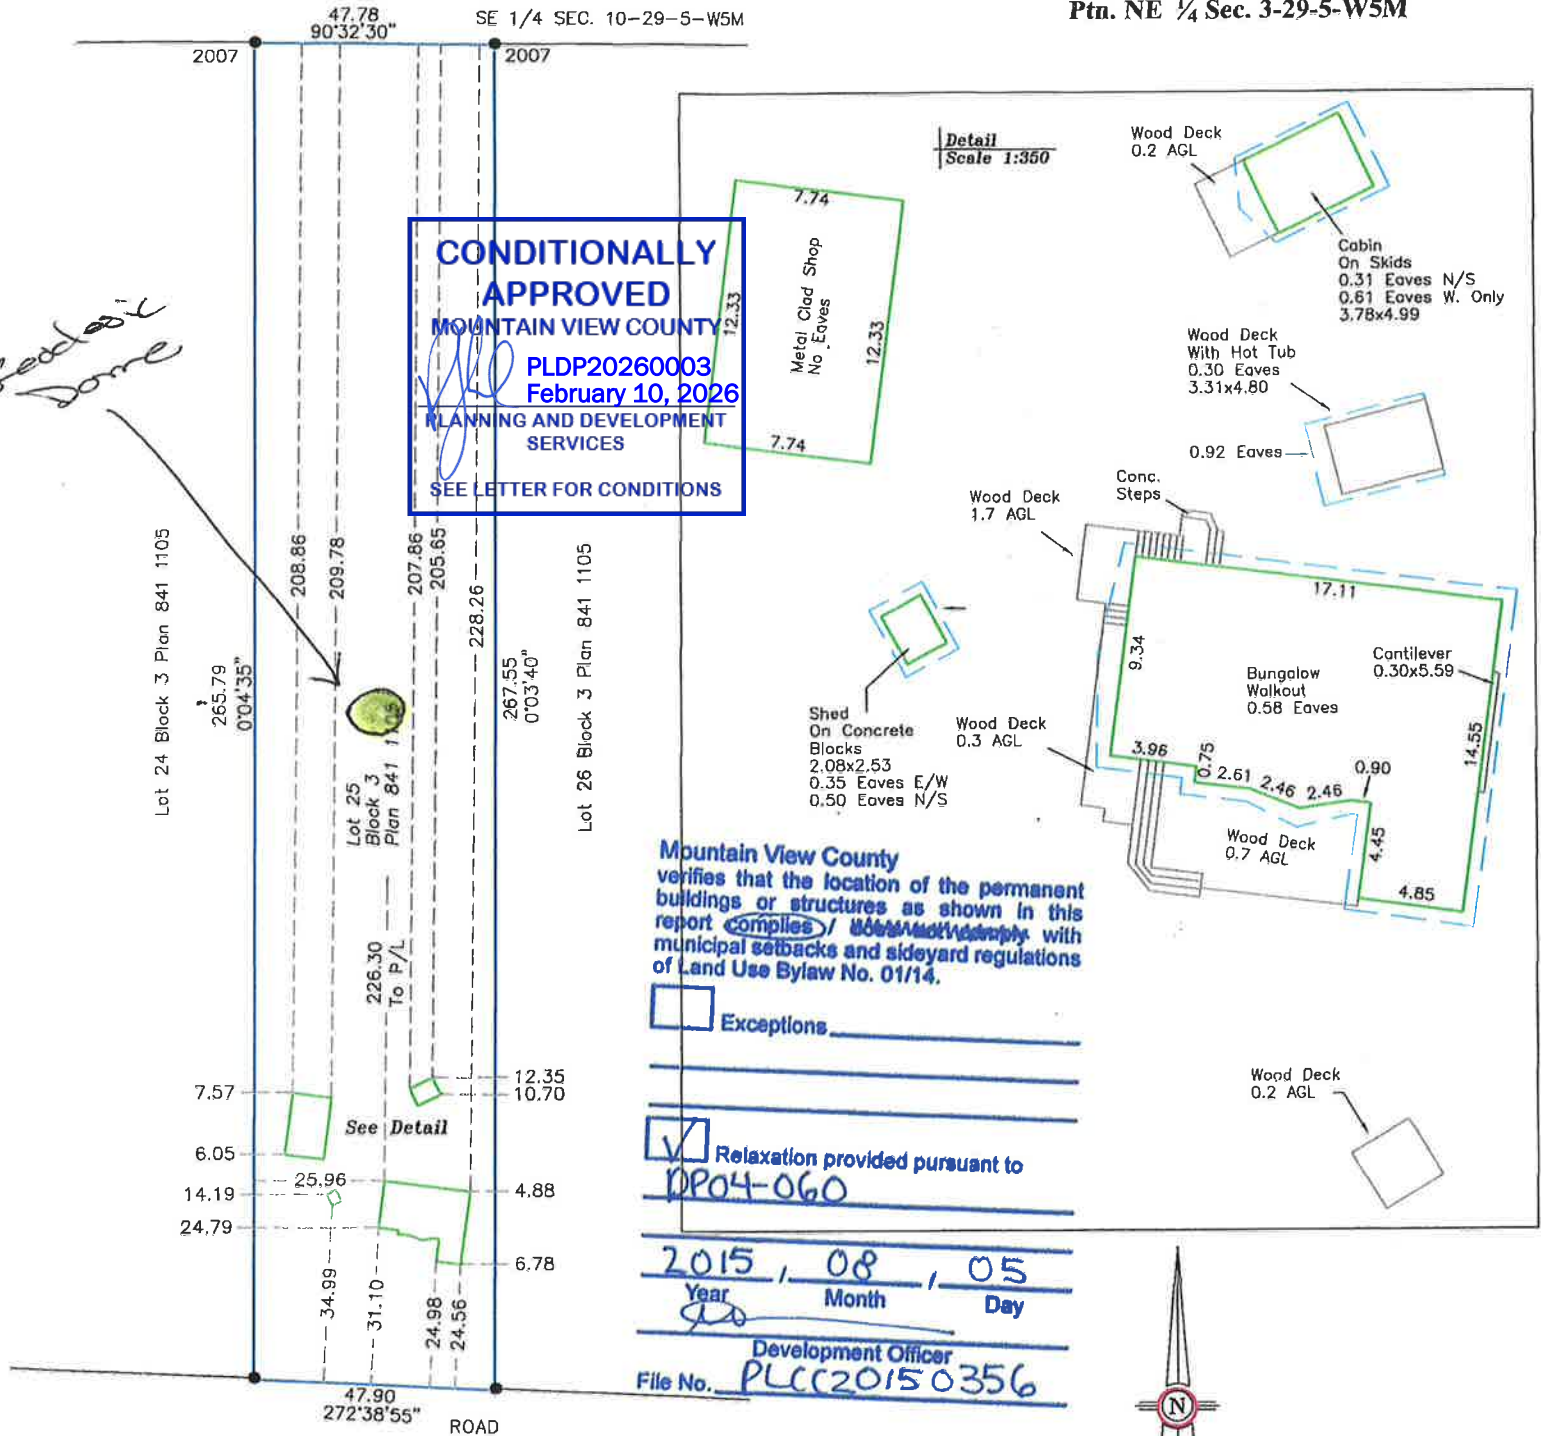 47.78
90°32'30"
SE 1/4 SEC. 10-29-5-W5M
Ptn. NE ¼ Sec. 3-29-5-W5M
2007
2007
Detail
Scale 1:350
Wood Deck
0.2 AGL
Cabin
On Skids
0.31 Eaves N/S
0.61 Eaves W. Only
3.78x4.99
7.74
12.33
Metal Clad Shop
No Eaves
12.33
7.74
CONDITIONALLY
APPROVED
MOUNTAIN VIEW COUNTY
PLDP20260003
February 10, 2026
PLANNING AND DEVELOPMENT
SERVICES
SEE LETTER FOR CONDITIONS
Dome
Wood Deck
With Hot Tub
0.30 Eaves
3.31x4.80
0.92 Eaves
Conc.
Steps
Wood Deck
1.7 AGL
17.11
9.34
Bungalow
Walkout
0.58 Eaves
Cantilever
0.30x5.59
14.55
3.96
0.75
2.61
2.46
2.46
0.90
4.45
4.85
Wood Deck
0.7 AGL
Wood Deck
0.3 AGL
Shed
On Concrete
Blocks
2.08x2.53
0.35 Eaves E/W
0.50 Eaves N/S
Wood Deck
0.2 AGL
208.86
209.78
207.86
205.65
228.26
Lot 24 Block 3 Plan 841 1105
265.79
0°04'35"
267.55
0°03'40"
Lot 26 Block 3 Plan 841 1105
Lot 25
Block 3
Plan 841 1105
226.30
To P/L
7.57
6.05
12.35
10.70
See Detail
25.96
14.19
24.79
4.88
6.78
34.99
31.10
24.98
24.56
47.90
272°38'55"
ROAD
Mountain View County
verifies that the location of the permanent
buildings or structures as shown in this
report complies / does not comply with
municipal setbacks and sideyard regulations
of Land Use Bylaw No. 01/14.
Exceptions
Relaxation provided pursuant to
DP04-060
2015 , 08 , 05
Year Month Day
Development Officer
File No. PLCC20150356
N